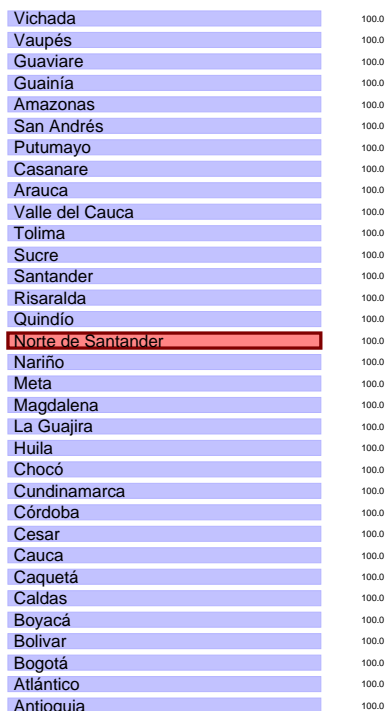 Vichada 100.0
Vaupés 100.0
Guaviare 100.0
Guainía 100.0
Amazonas 100.0
San Andrés 100.0
Putumayo 100.0
Casanare 100.0
Arauca 100.0
Valle del Cauca 100.0
Tolima 100.0
Sucre 100.0
Santander 100.0
Risaralda 100.0
Quindío 100.0
Norte de Santander 100.0
Nariño 100.0
Meta 100.0
Magdalena 100.0
La Guajira 100.0
Huila 100.0
Chocó 100.0
Cundinamarca 100.0
Córdoba 100.0
Cesar 100.0
Cauca 100.0
Caquetá 100.0
Caldas 100.0
Boyacá 100.0
Bolivar 100.0
Bogotá 100.0
Atlántico 100.0
Antioquia 100.0